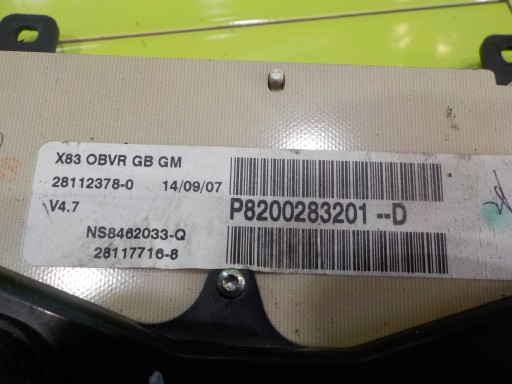 X83 OBVR GB GM
28112378-0 14/09/07
V4.7
P8200283201--D
NS8462033-Q
28117716-8